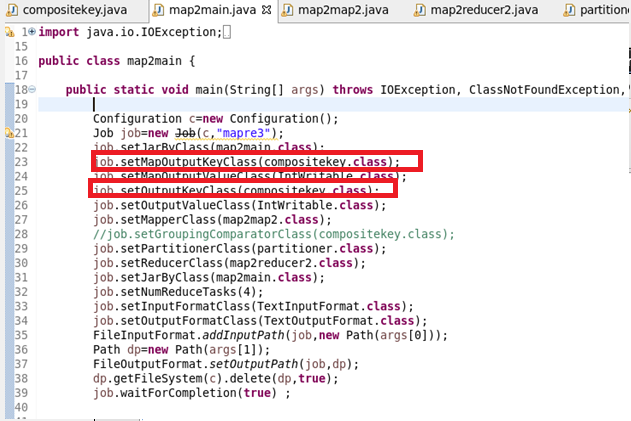 compositekey.java map2main.java map2map2.java map2reducer2.java partitione
1 import java.io.IOException;
15
16 public class map2main {
17
18 public static void main(String[] args) throws IOException, ClassNotFoundException,
19
20 Configuration c=new Configuration();
21 Job job=new Job(c,"mapre3");
22 job.setJarByClass(map2main.class);
23 job.setMapOutputKeyClass(compositekey.class);
24 job.setMapOutputValueClass(IntWritable.class);
25 job.setOutputKeyClass(compositekey.class);
26 job.setOutputValueClass(IntWritable.class);
27 job.setMapperClass(map2map2.class);
28 //job.setGroupingComparatorClass(compositekey.class);
29 job.setPartitionerClass(partitioner.class);
30 job.setReducerClass(map2reducer2.class);
31 job.setJarByClass(map2main.class);
32 job.setNumReduceTasks(4);
33 job.setInputFormatClass(TextInputFormat.class);
34 job.setOutputFormatClass(TextOutputFormat.class);
35 FileInputFormat.addInputPath(job,new Path(args[0]));
36 Path dp=new Path(args[1]);
37 FileOutputFormat.setOutputPath(job,dp);
38 dp.getFileSystem(c).delete(dp,true);
39 job.waitForCompletion(true) ;
40